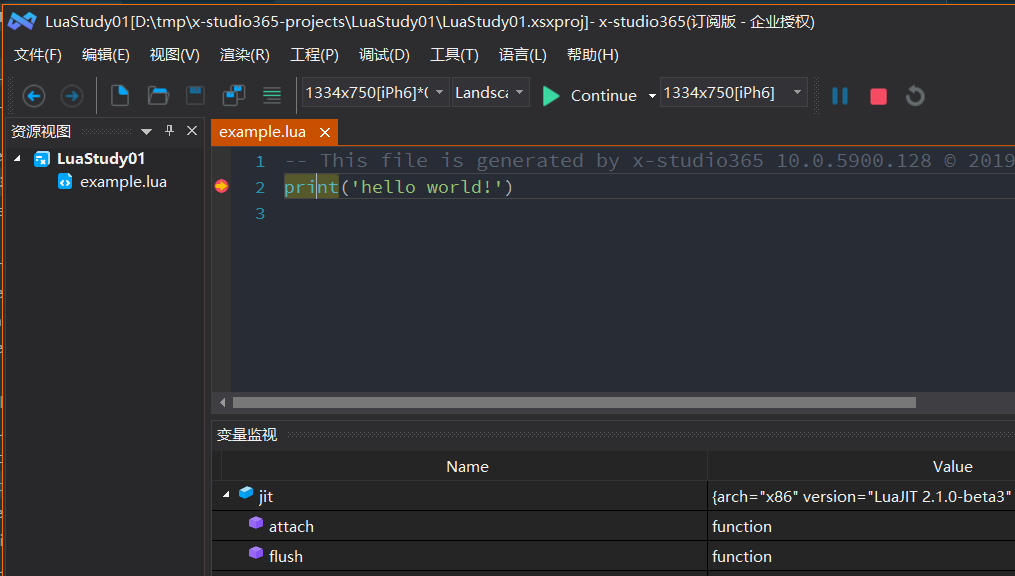 LuaStudy01[D:\tmp\x-studio365-projects\LuaStudy01\LuaStudy01.xsxproj]- x-studio365(订阅版 - 企业授权)
文件(F) 编辑(E) 视图(V) 渲染(R) 工程(P) 调试(D) 工具(T) 语言(L) 帮助(H)
1334x750[iPh6]*( Landsca Continue 1334x750[iPh6]
资源视图
LuaStudy01
example.lua
example.lua
1 -- This file is generated by x-studio365 10.0.5900.128 © 2019
2 print('hello world!')
3
变量监视
Name Value
jit {arch="x86" version="LuaJIT 2.1.0-beta3"
attach function
flush function